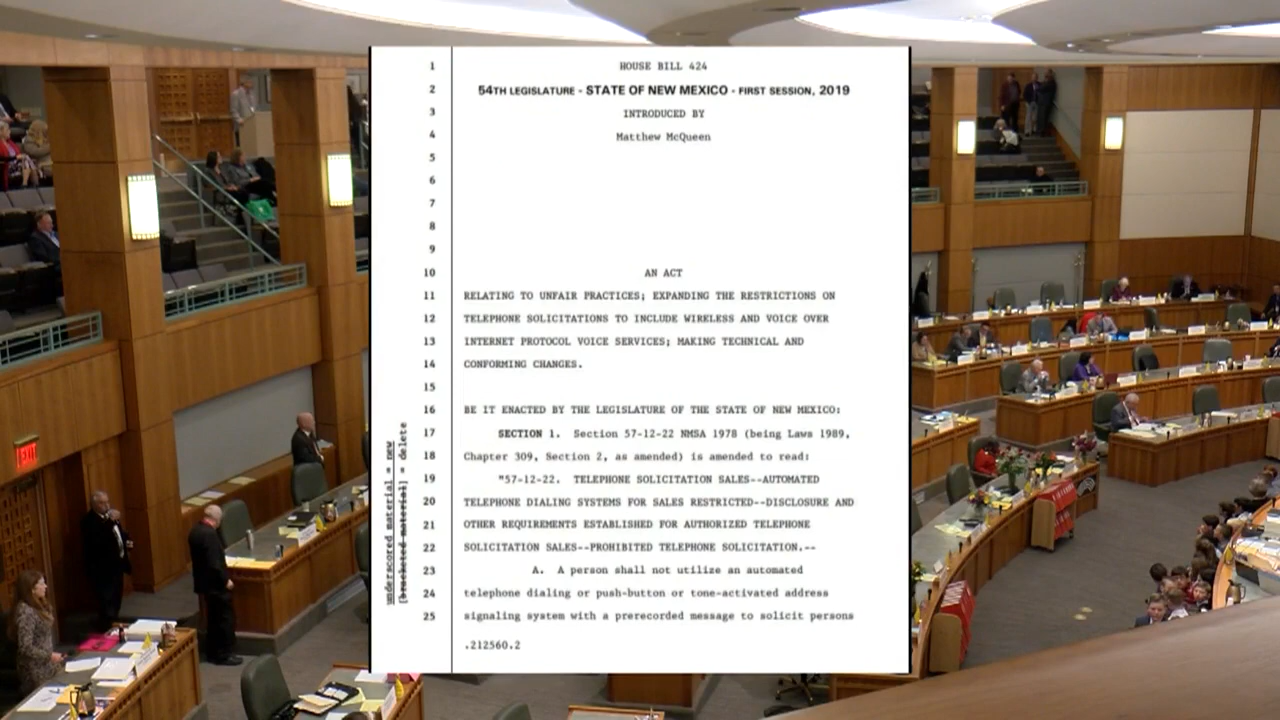 1 HOUSE BILL 424
2 54TH LEGISLATURE - STATE OF NEW MEXICO - FIRST SESSION, 2019
3 INTRODUCED BY
4 Matthew McQueen
5
6
7
8
9
10 AN ACT
11 RELATING TO UNFAIR PRACTICES; EXPANDING THE RESTRICTIONS ON
12 TELEPHONE SOLICITATIONS TO INCLUDE WIRELESS AND VOICE OVER
13 INTERNET PROTOCOL VOICE SERVICES; MAKING TECHNICAL AND
14 CONFORMING CHANGES.
15
16 BE IT ENACTED BY THE LEGISLATURE OF THE STATE OF NEW MEXICO:
17 SECTION 1. Section 57-12-22 NMSA 1978 (being Laws 1989,
18 Chapter 309, Section 2, as amended) is amended to read:
19 "57-12-22. TELEPHONE SOLICITATION SALES--AUTOMATED
20 TELEPHONE DIALING SYSTEMS FOR SALES RESTRICTED--DISCLOSURE AND
21 OTHER REQUIREMENTS ESTABLISHED FOR AUTHORIZED TELEPHONE
22 SOLICITATION SALES--PROHIBITED TELEPHONE SOLICITATION.--
23 A. A person shall not utilize an automated
24 telephone dialing or push-button or tone-activated address
25 signaling system with a prerecorded message to solicit persons
.212560.2
underscored material = new
[bracketed material] = delete
EXIT